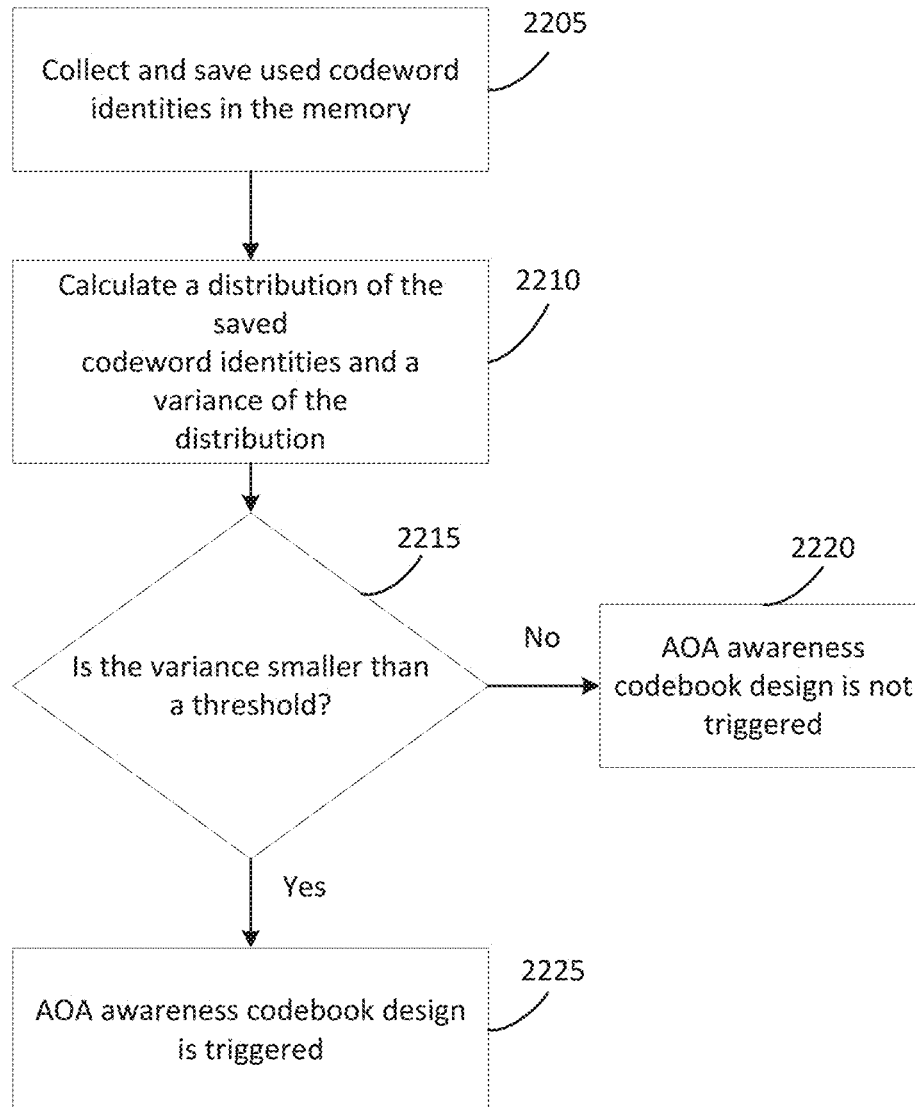 2205
Collect and save used codeword
identities in the memory
2210
Calculate a distribution of the
saved
codeword identities and a
variance of the
distribution
2215
Is the variance smaller than
a threshold?
No
2220
AOA awareness
codebook design is not
triggered
Yes
2225
AOA awareness codebook design
is triggered